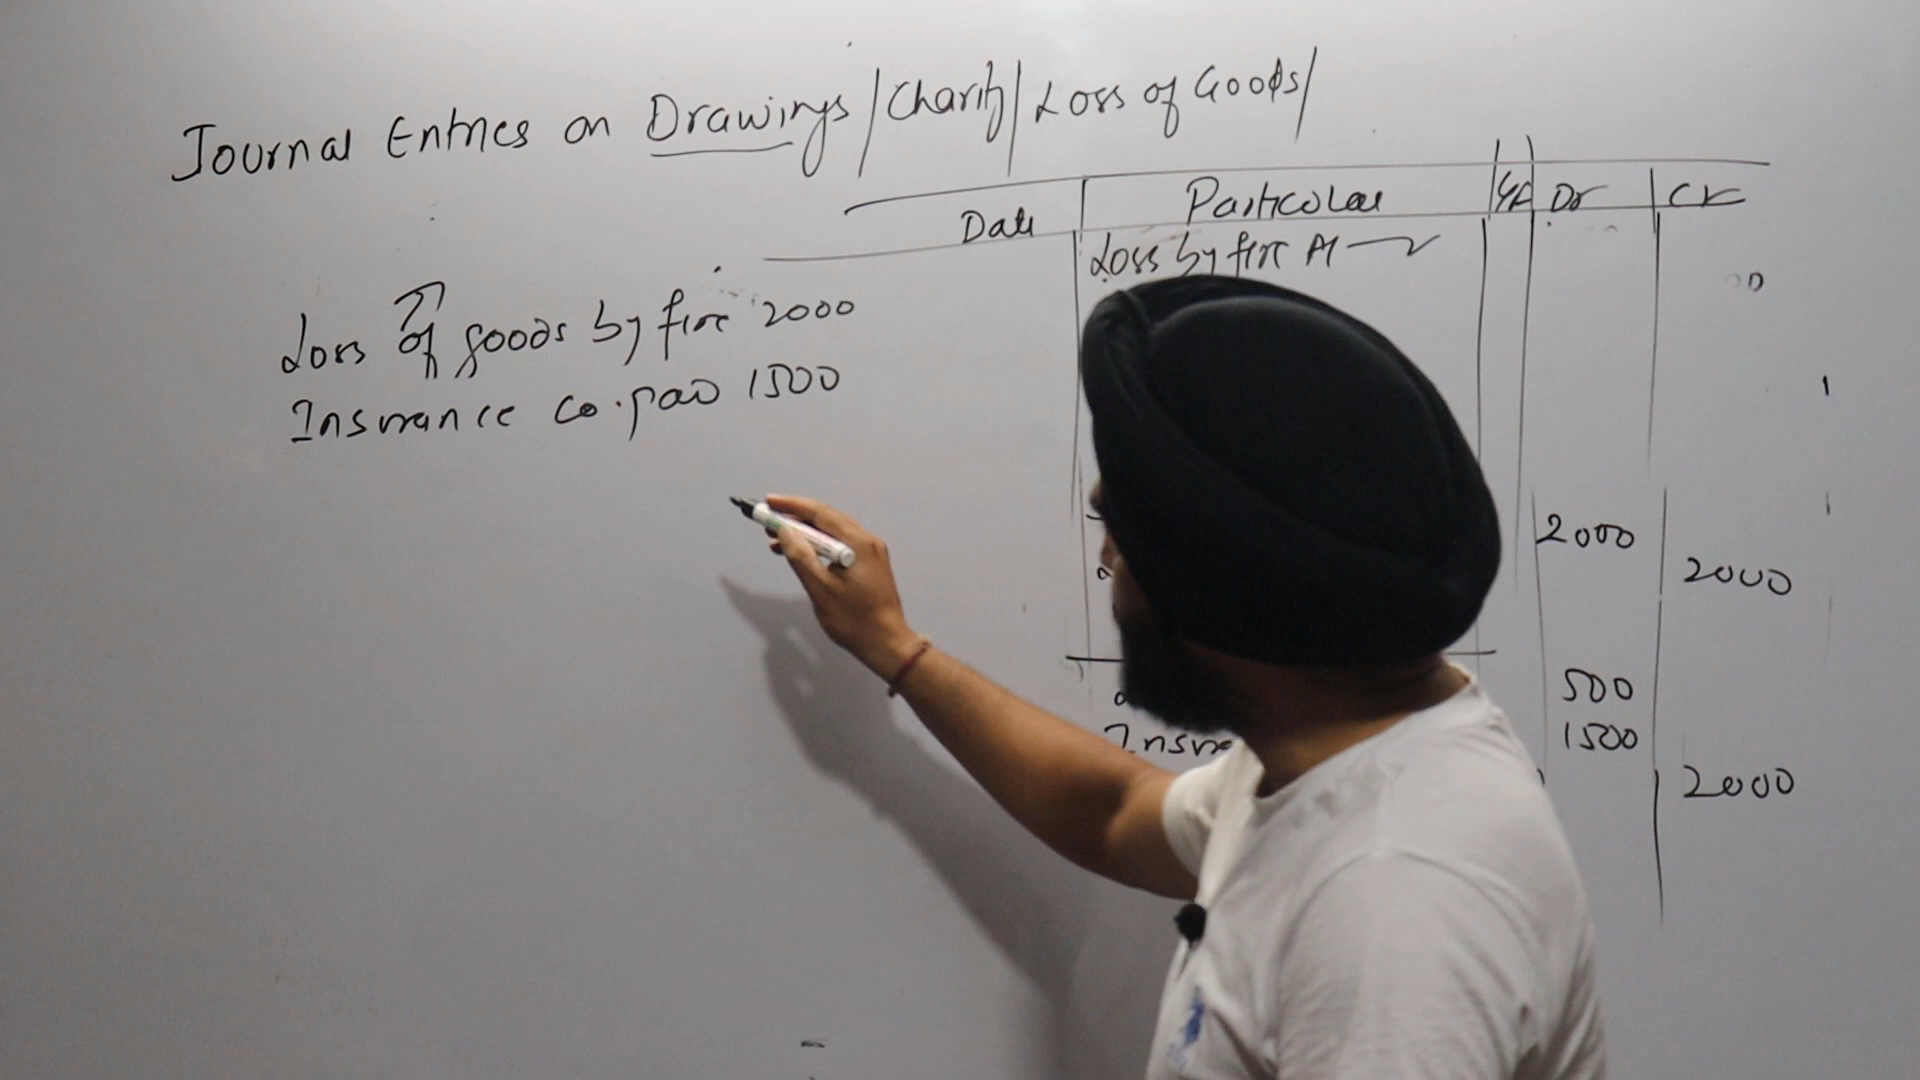 Journal Entries on Drawings / Charity / Loss of Goods /
Date Particular Dr Cr
Loss by fire A
Loss of goods by fire 2000
Insurance co. paid 1500
2000
2000
500
1500
2000